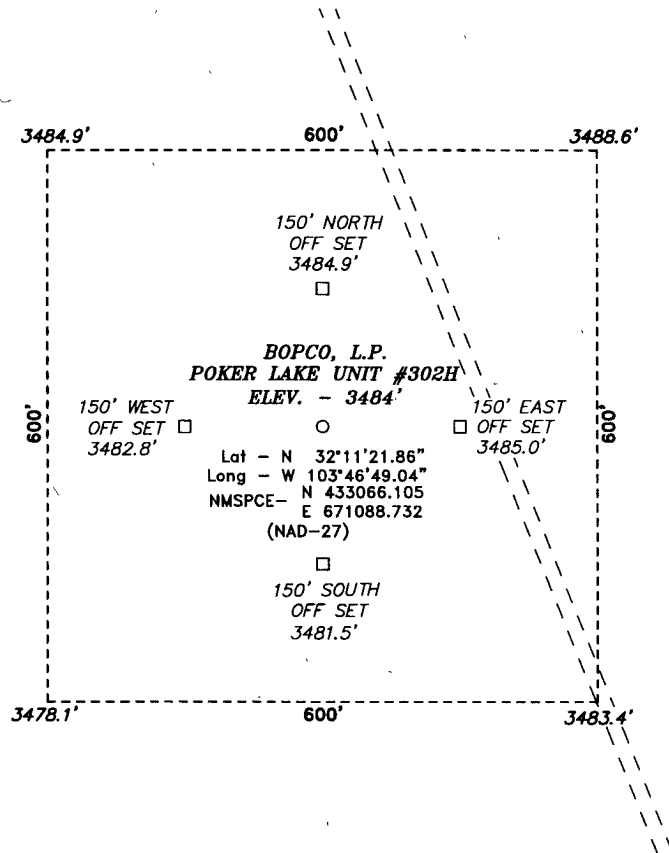 3484.9' 600' 3488.6'
150' NORTH
OFF SET
3484.9'
BOPCO, L.P.
POKER LAKE UNIT #302H
ELEV. - 3484'
600'
150' WEST
OFF SET
3482.8'
150' EAST
OFF SET
3485.0'
600'
Lat - N 32°11'21.86"
Long - W 103°46'49.04"
NMSPCE- N 433066.105
E 671088.732
(NAD-27)
150' SOUTH
OFF SET
3481.5'
3478.1' 600' 3483.4'